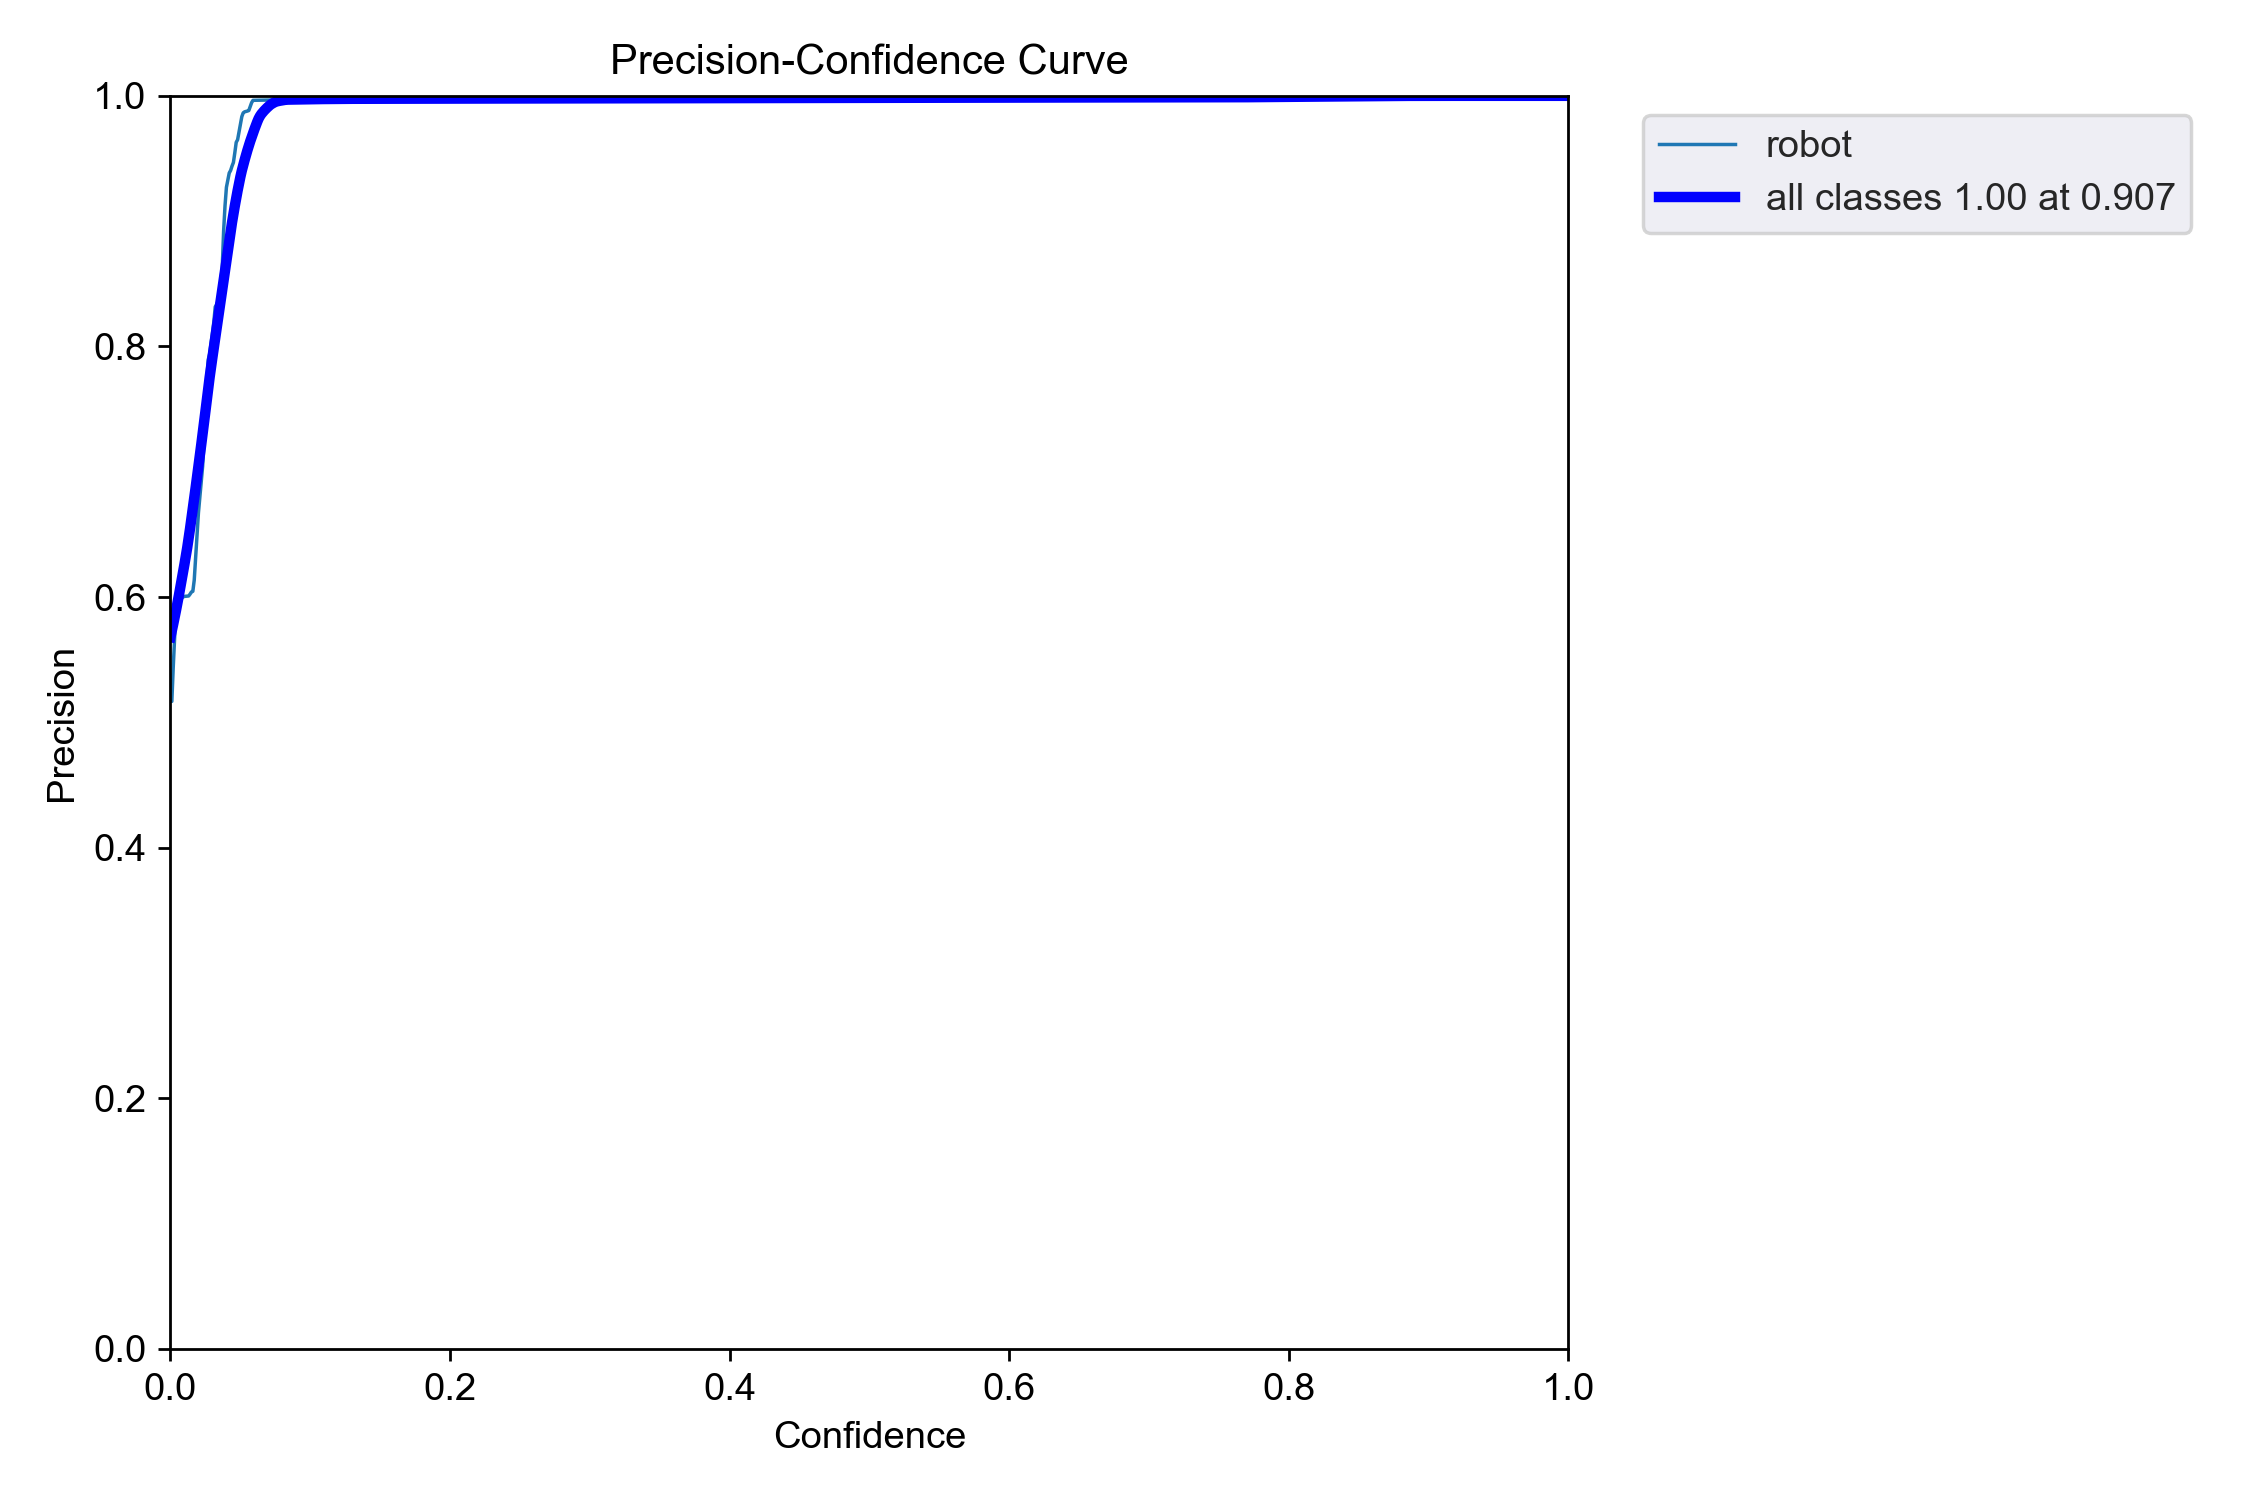 Precision-Confidence Curve
robot
all classes 1.00 at 0.907
1.0
0.8
0.6
0.4
0.2
0.0
Precision
0.0 0.2 0.4 0.6 0.8 1.0
Confidence